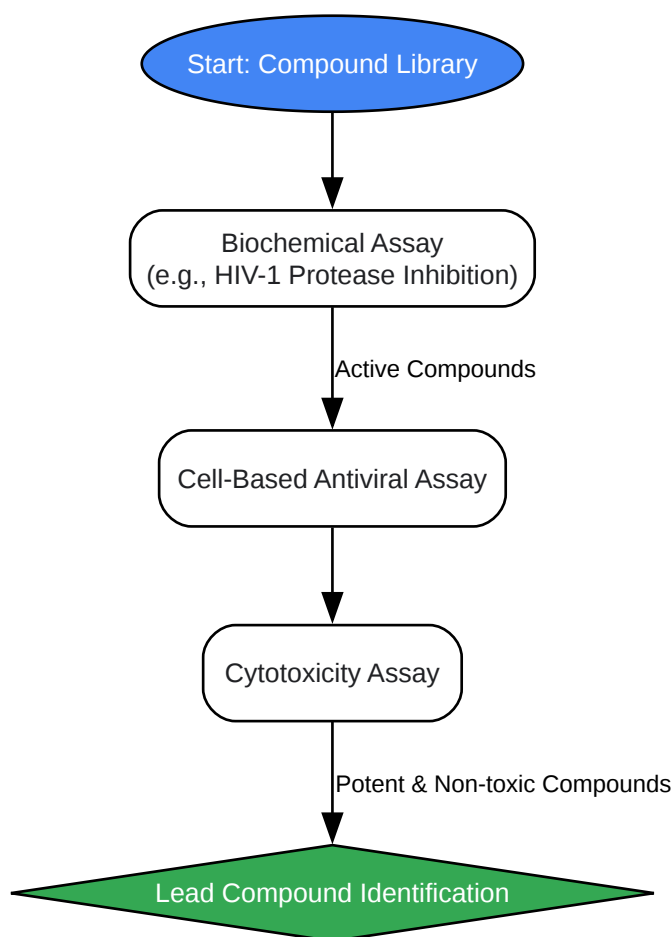 Start: Compound Library
Biochemical Assay
(e.g., HIV-1 Protease Inhibition)
Active Compounds
Cell-Based Antiviral Assay
Cytotoxicity Assay
Potent & Non-toxic Compounds
Lead Compound Identification